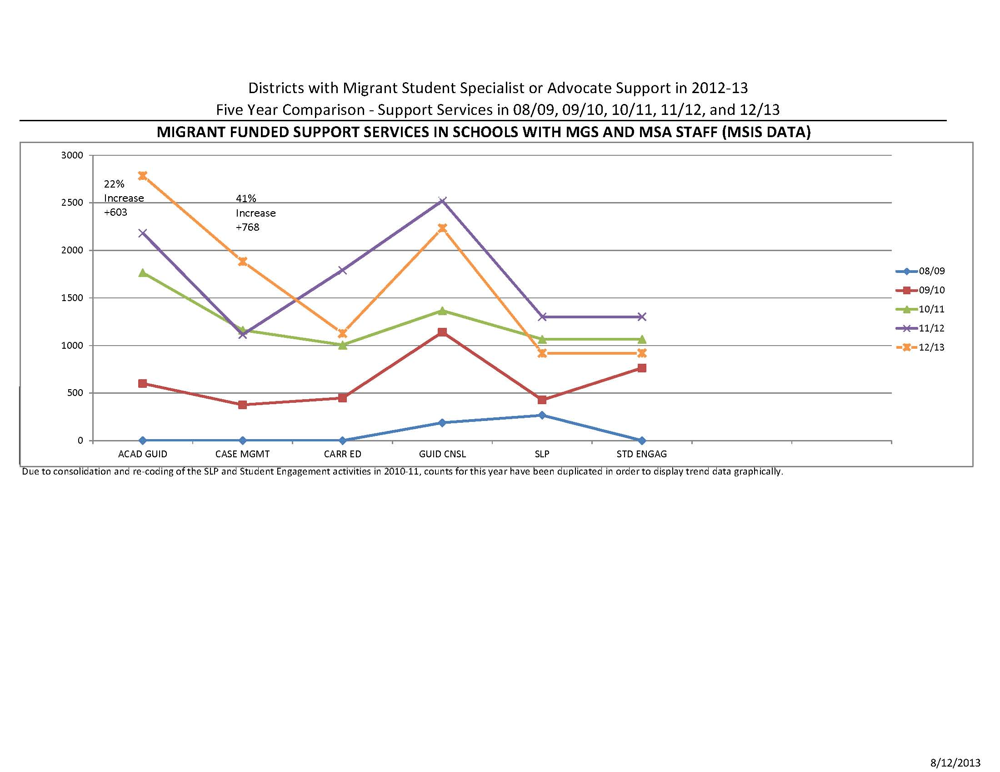 Districts with Migrant Student Specialist or Advocate Support in 2012-13
Five Year Comparison - Support Services in 08/09, 09/10, 10/11, 11/12, and 12/13
MIGRANT FUNDED SUPPORT SERVICES IN SCHOOLS WITH MGS AND MSA STAFF (MSIS DATA)
3000
2500
2000
1500
1000
500
0
22%
Increase
+603
41%
Increase
+768
ACAD GUID
CASE MGMT
CARR ED
GUID CNSL
SLP
STD ENGAG
08/09
09/10
10/11
11/12
12/13
Due to consolidation and re-coding of the SLP and Student Engagement activities in 2010-11, counts for this year have been duplicated in order to display trend data graphically.
8/12/2013